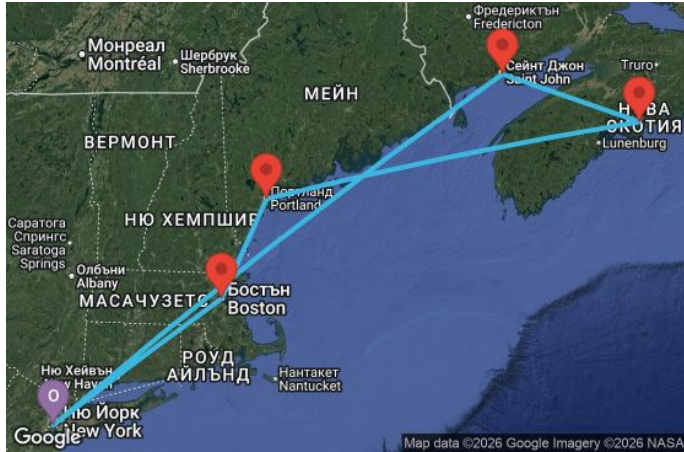 Фредериктън
Fredericton
Монреал
Montréal
Шербрук
Sherbrooke
Сейнт Джон
Saint John
Truro
МЕЙН
НОВА
СКОТИЯ
Lunenburg
ВЕРМОНТ
Портланд
Portland
НЮ ХЕМПШИР
Саратога
Спрингс
Saratoga
Springs
Олбъни
Albany
МАСАЧУЗЕТС
Бостън
Boston
РОУД
АЙЛЪНД
Нантакет
Nantucket
Ню Хейвън
New Haven
O
Ню Йорк
New York
Google
Map data ©2026 Google Imagery ©2026 NASA